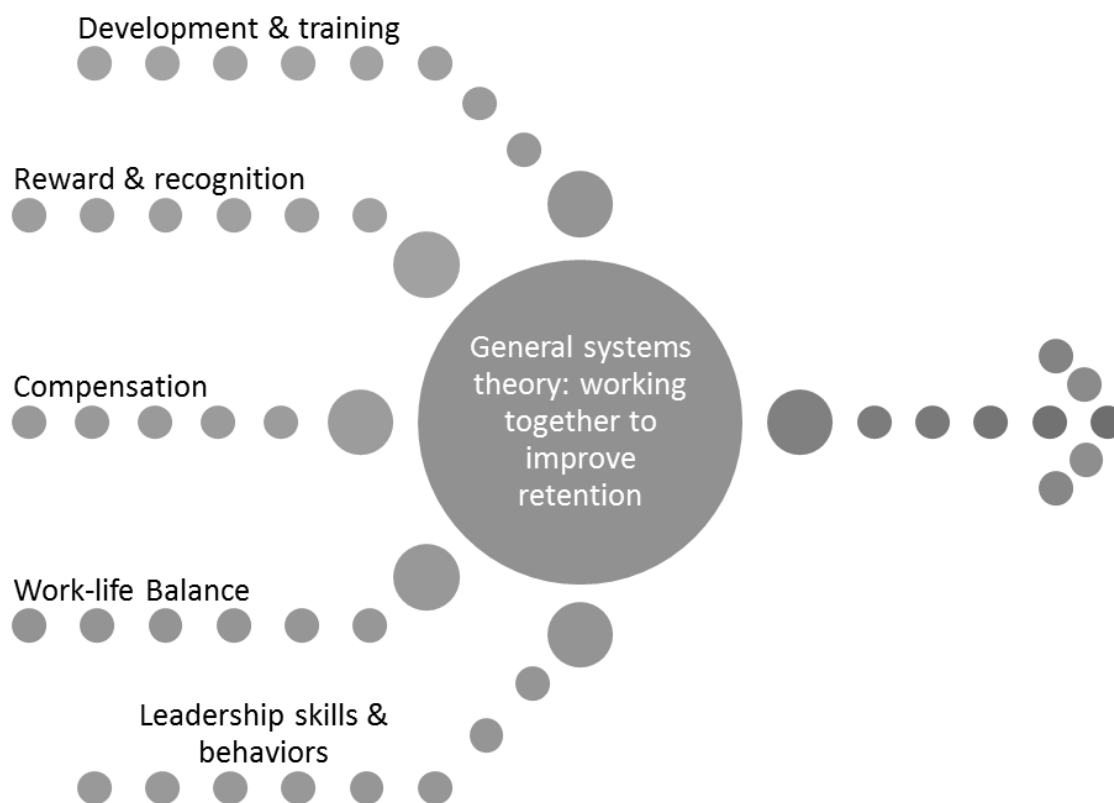 Development & training
Reward & recognition
Compensation
General systems
theory: working
together to
improve
retention
Work-life Balance
Leadership skills &
behaviors